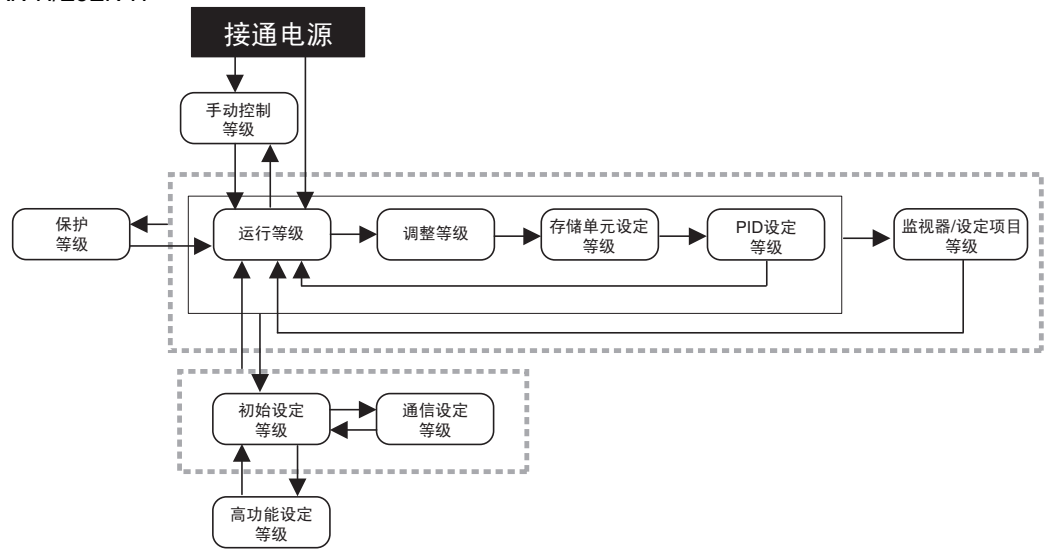 接通电源
手动控制
等级
保护
等级
运行等级
调整等级
存储单元设定
等级
PID设定
等级
监视器/设定项目
等级
初始设定
等级
通信设定
等级
高功能设定
等级